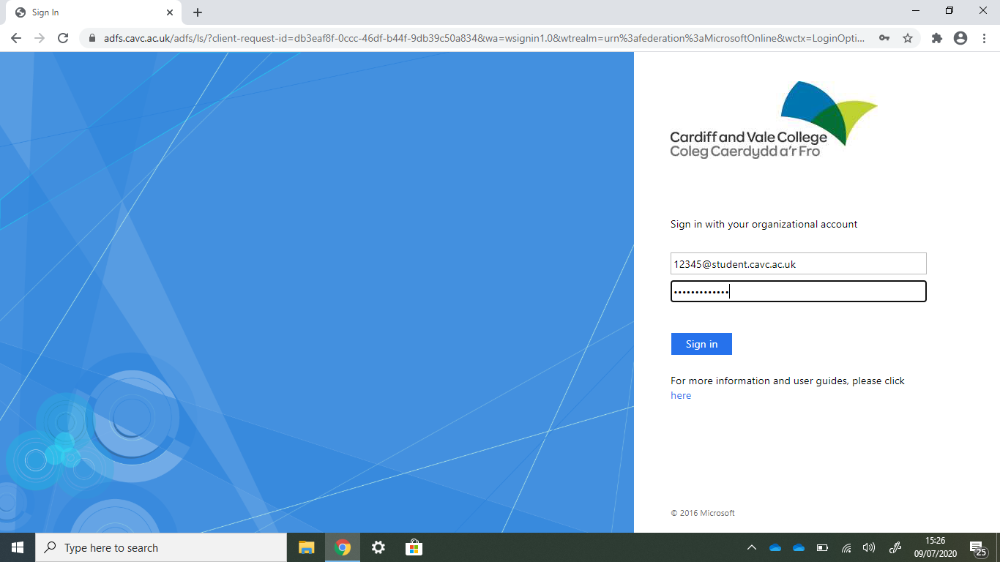 Sign In
adfs.cavc.ac.uk/adfs/ls/?client-request-id=db3eaf8f-0ccc-46df-b44f-9db39c50a834&wa=wsignin1.0&wtrealm=urn%3afederation%3aMicrosoftOnline&wctx=LoginOpti...
Cardiff and Vale College
Coleg Caerdydd a'r Fro
Sign in with your organizational account
12345@student.cavc.ac.uk
•••••••••••••
Sign in
For more information and user guides, please click
here
© 2016 Microsoft
Type here to search
15:26
09/07/2020
25